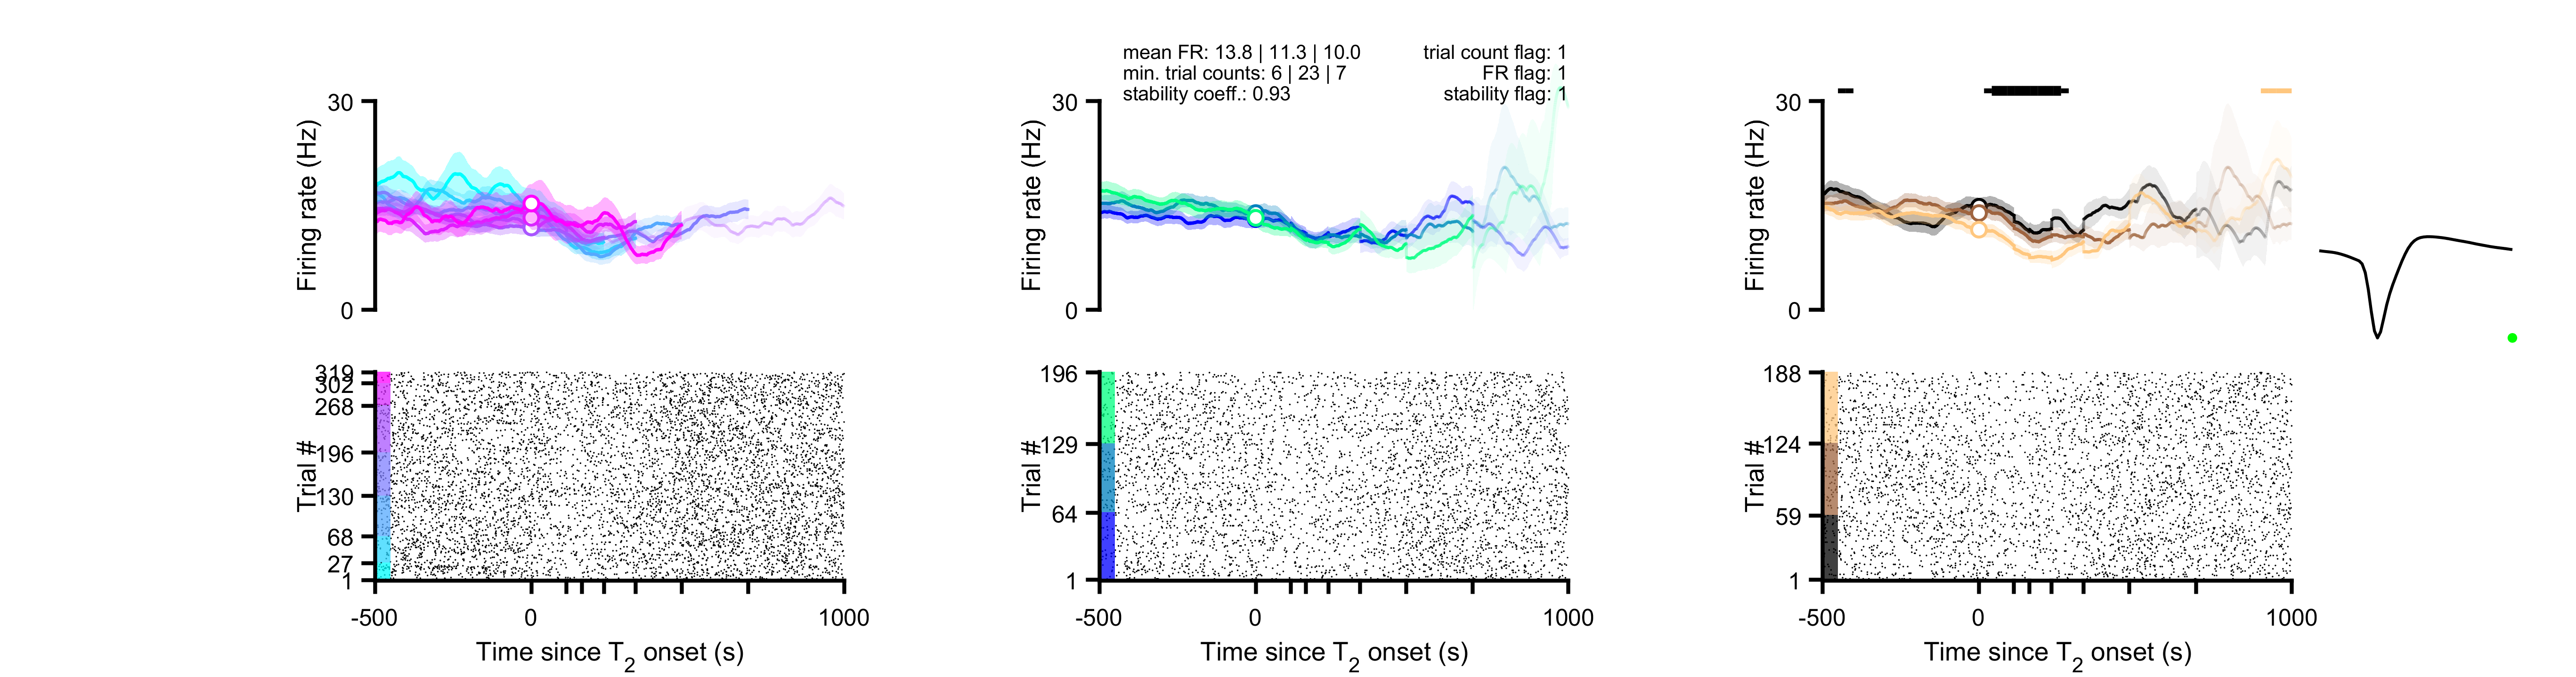 mean FR: 13.8 | 11.3 | 10.0
min. trial counts: 6 | 23 | 7
stability coeff.: 0.93
trial count flag: 1
FR flag: 1
stability flag: 1
30
Firing rate (Hz)
0
30
Firing rate (Hz)
0
30
Firing rate (Hz)
0
319
302
268
196
130
68
27
1
Trial #
-500
0
1000
Time since T2 onset (s)
196
129
64
1
Trial #
-500
0
1000
Time since T2 onset (s)
188
124
59
1
Trial #
-500
0
1000
Time since T2 onset (s)